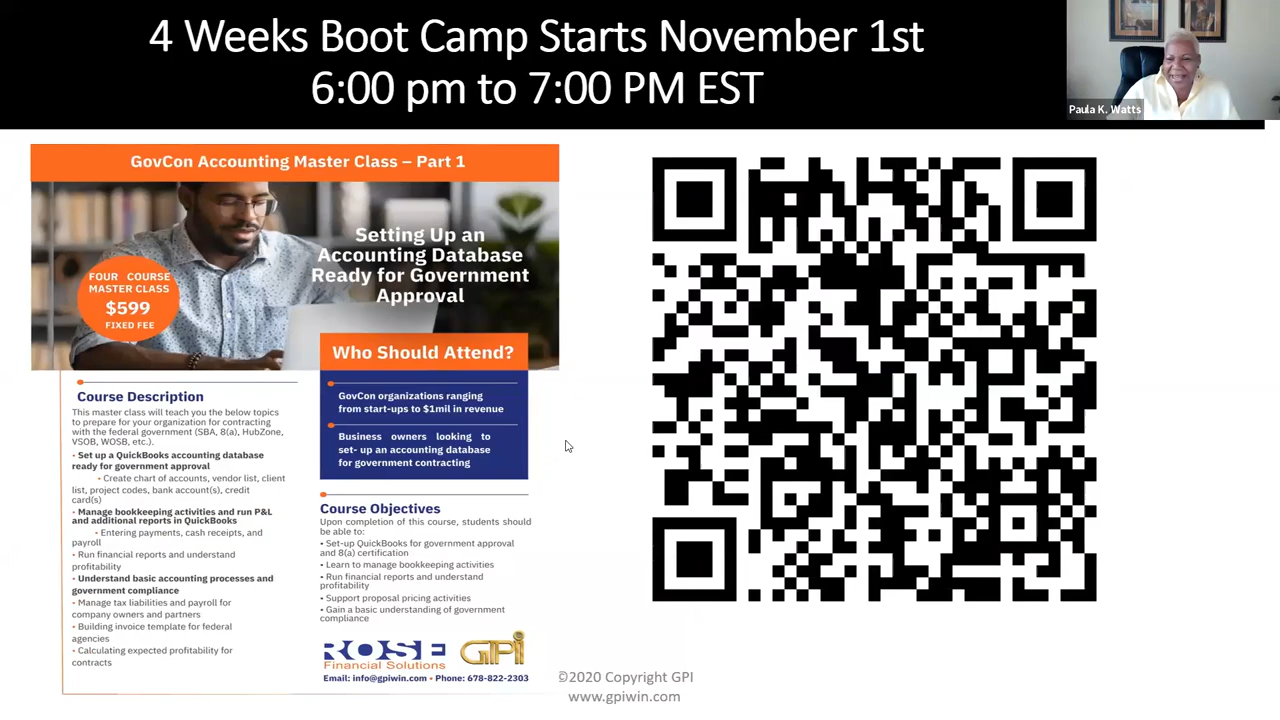 4 Weeks Boot Camp Starts November 1st
6:00 pm to 7:00 PM EST
Paula K. Watts
GovCon Accounting Master Class – Part 1
Setting Up an
Accounting Database
Ready for Government
Approval
FOUR COURSE
MASTER CLASS
$599
FIXED FEE
Who Should Attend?
GovCon organizations ranging
from start-ups to $1mil in revenue
Business owners looking to
set- up an accounting database
for government contracting
Course Description
This master class will teach you the below topics
to prepare for your organization for contracting
with the federal government (SBA, 8(a), HubZone,
VSOB, WOSB, etc.).
• Set up a QuickBooks accounting database
ready for government approval
• Create chart of accounts, vendor list, client
list, project codes, bank account(s), credit
card(s)
• Manage bookkeeping activities and run P&L
and additional reports in QuickBooks
• Entering payments, cash receipts, and
payroll
• Run financial reports and understand
profitability
• Understand basic accounting processes and
government compliance
• Manage tax liabilities and payroll for
company owners and partners
• Building invoice template for federal
agencies
• Calculating expected profitability for
contracts
Course Objectives
Upon completion of this course, students should
be able to:
• Set-up QuickBooks for government approval
and 8(a) certification
• Learn to manage bookkeeping activities
• Run financial reports and understand
profitability
• Support proposal pricing activities
• Gain a basic understanding of government
compliance
ROSE
Financial Solutions
GPi
Email: info@gpiwin.com • Phone: 678-822-2303
©2020 Copyright GPI
www.gpiwin.com